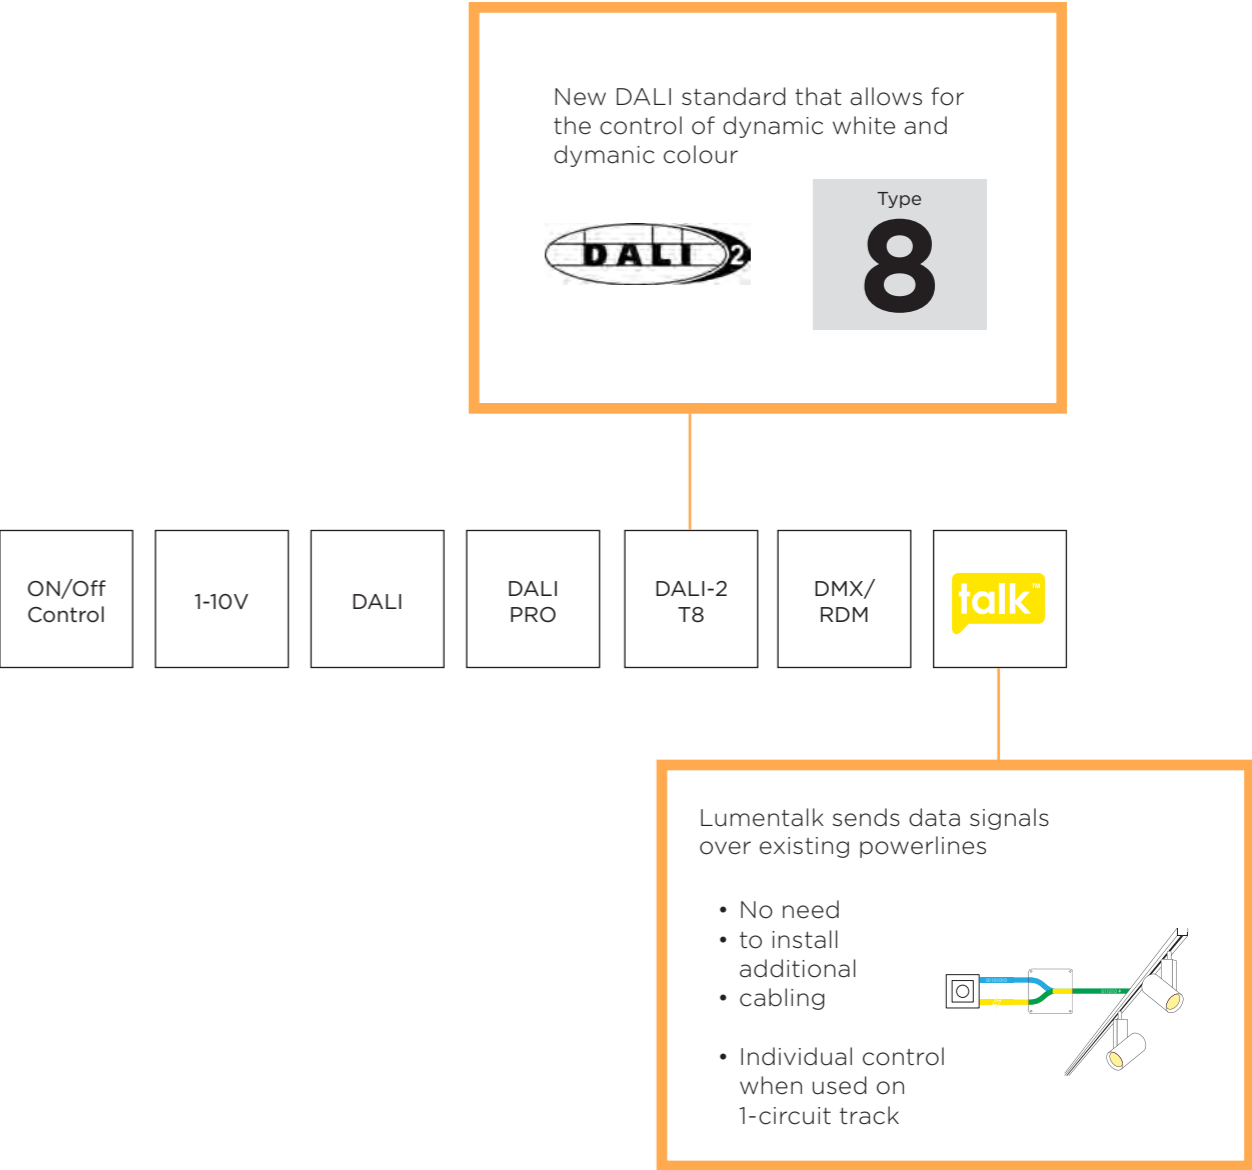 New DALI standard that allows for
the control of dynamic white and
dymanic colour
DALI 2
Type
8
ON/Off
Control
1-10V
DALI
DALI
PRO
DALI-2
T8
DMX/
RDM
talk™
Lumentalk sends data signals
over existing powerlines
• No need
• to install
additional
• cabling
• Individual control
when used on
1-circuit track